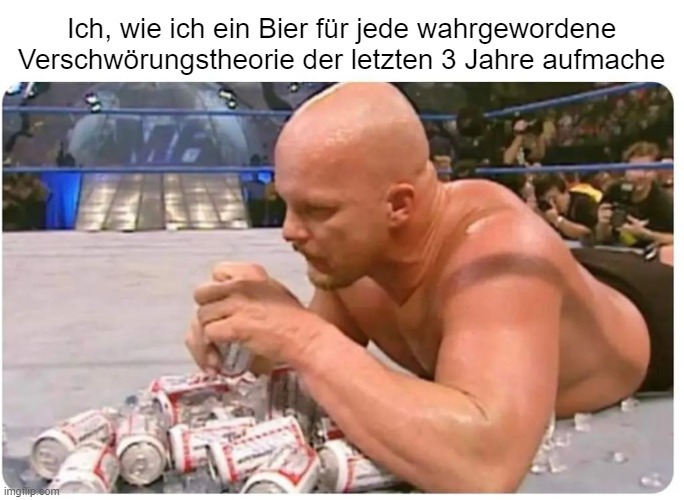 Ich, wie ich ein Bier für jede wahrgewordene
Verschwörungstheorie der letzten 3 Jahre aufmache
imgflip.com